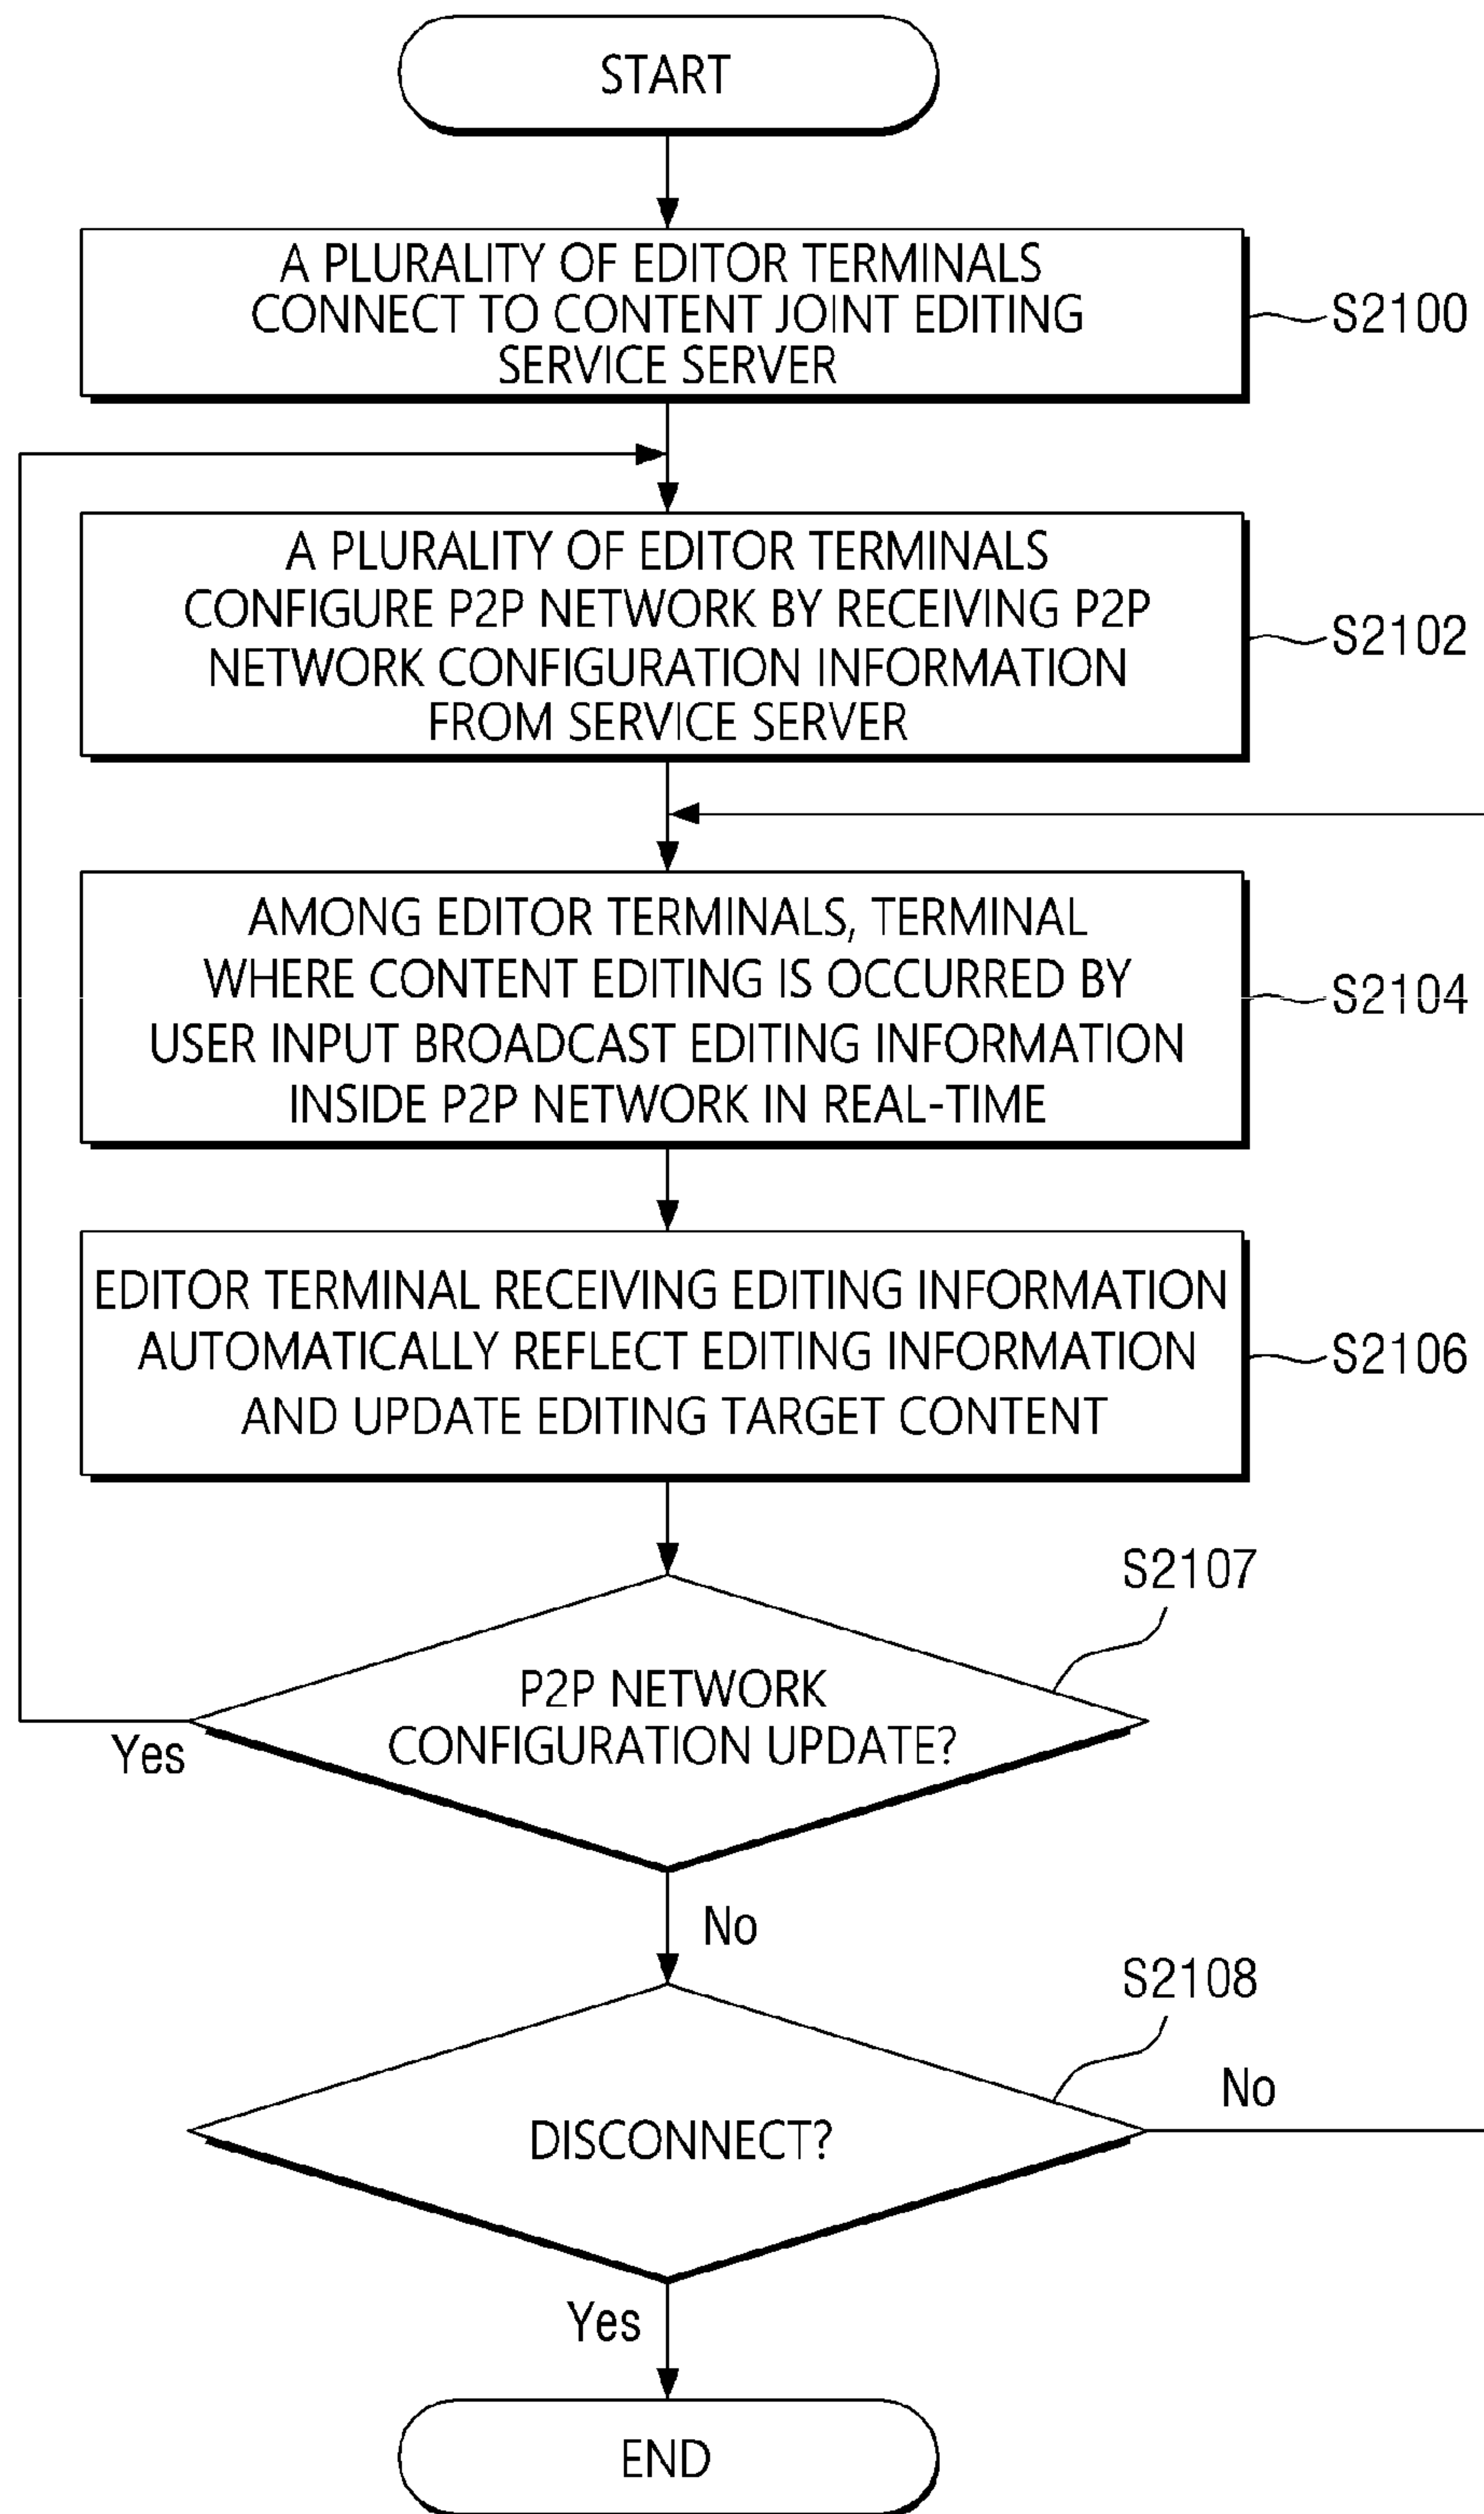 START
A PLURALITY OF EDITOR TERMINALS
CONNECT TO CONTENT JOINT EDITING
SERVICE SERVER
S2100
A PLURALITY OF EDITOR TERMINALS
CONFIGURE P2P NETWORK BY RECEIVING P2P
NETWORK CONFIGURATION INFORMATION
FROM SERVICE SERVER
S2102
AMONG EDITOR TERMINALS, TERMINAL
WHERE CONTENT EDITING IS OCCURRED BY
USER INPUT BROADCAST EDITING INFORMATION
INSIDE P2P NETWORK IN REAL-TIME
S2104
EDITOR TERMINAL RECEIVING EDITING INFORMATION
AUTOMATICALLY REFLECT EDITING INFORMATION
AND UPDATE EDITING TARGET CONTENT
S2106
S2107
P2P NETWORK
CONFIGURATION UPDATE?
Yes
No
S2108
No
DISCONNECT?
Yes
END